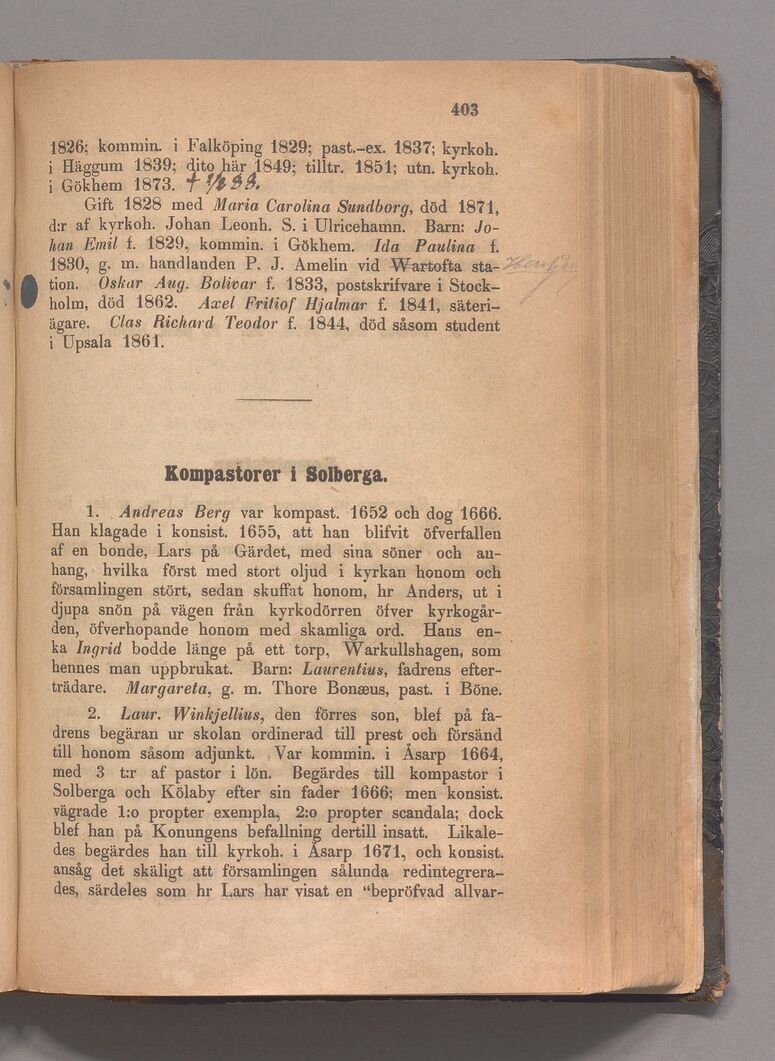 403
1826; kommin. i Falköping 1829; past.-ex. 1837; kyrkoh.
i Häggum 1839; dito här 1849; tilltr. 1851; utn. kyrkoh.
i Gökhem 1873.
Gift 1828 med Maria Carolina Sundborg, död 1871,
d:r af kyrkoh. Johan Leonh. S. i Ulricehamn. Barn: Jo-
han Emil f. 1829, kommin. i Gökhem. Ida Paulina f.
1830, g. m. handlanden P. J. Amelin vid Wartofta sta-
tion. Oskar Aug. Bolivar f. 1833, postskrifvare i Stock-
holm, död 1862. Axel Fritiof Hjalmar f. 1841, säteri-
ägare. Clas Richard Teodor f. 1844, död såsom student
i Upsala 1861.
Kompastorer i Solberga.
1. Andreas Berg var kompast. 1652 och dog 1666.
Han klagade i konsist. 1655, att han blifvit öfverfallen
af en bonde, Lars på Gärdet, med sina söner och an-
hang, hvilka först med stort oljud i kyrkan honom och
församlingen stört, sedan skuffat honom, hr Anders, ut i
djupa snön på vägen från kyrkodörren öfver kyrkogår-
den, öfverhopande honom med skamliga ord. Hans en-
ka Ingrid bodde länge på ett torp, Warkullshagen, som
hennes man uppbrukat. Barn: Laurentius, fadrens efter-
trädare. Margareta, g. m. Thore Bonæus, past. i Böne.
2. Laur. Winkjellius, den förres son, blef på fa-
drens begäran ur skolan ordinerad till prest och försänd
till honom såsom adjunkt. Var kommin. i Åsarp 1664,
med 3 t:r af pastor i lön. Begärdes till kompastor i
Solberga och Kölaby efter sin fader 1666; men konsist.
vägrade 1:o propter exempla, 2:o propter scandala; dock
blef han på Konungens befallning dertill insatt. Likale-
des begärdes han till kyrkoh. i Åsarp 1671, och konsist.
ansåg det skäligt att församlingen sålunda redintegrera-
des, särdeles som hr Lars har visat en “bepröfvad allvar-